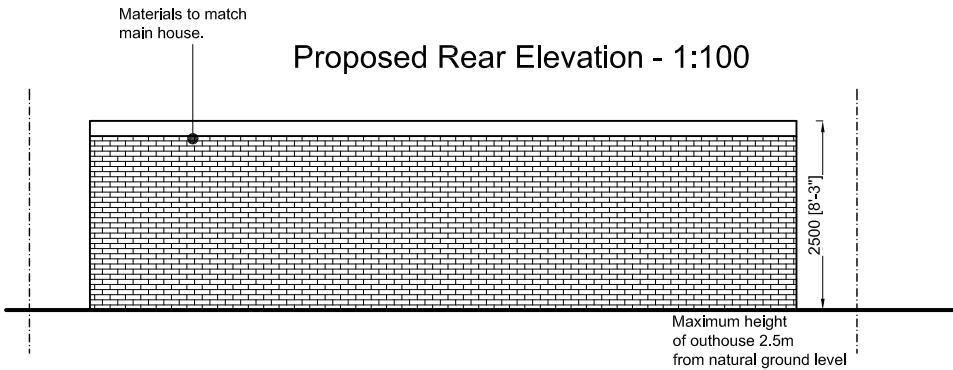 Materials to match
main house.
Proposed Rear Elevation - 1:100
2500 [8'-3"]
Maximum height
of outhouse 2.5m
from natural ground level